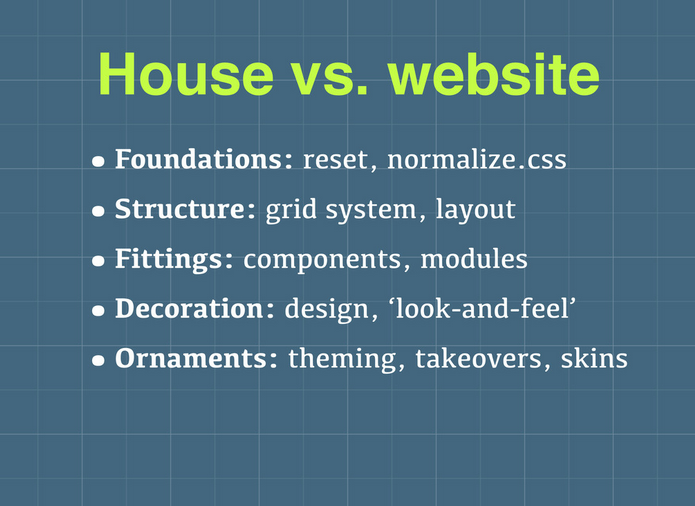 House vs. website
• Foundations: reset, normalize.css
• Structure: grid system, layout
• Fittings: components, modules
• Decoration: design, ‘look-and-feel’
• Ornaments: theming, takeovers, skins